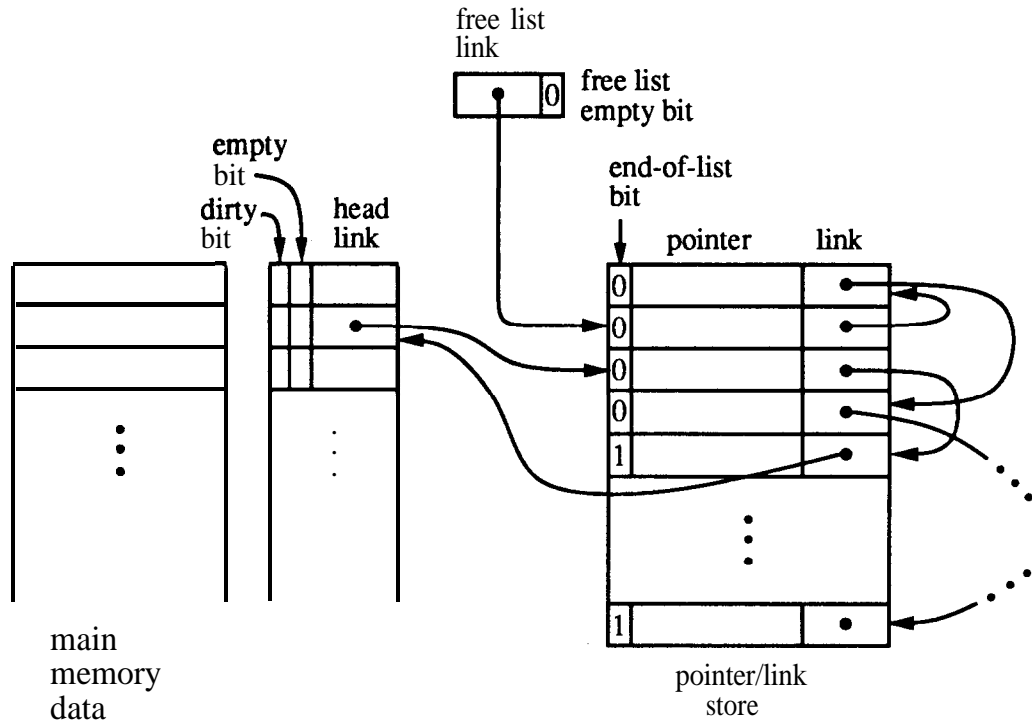 free list
link
0
free list
empty bit
empty
bit
dirty
bit
head
link
end-of-list
bit
pointer
link
0
0
0
0
1
1
main
memory
data
pointer/link
store